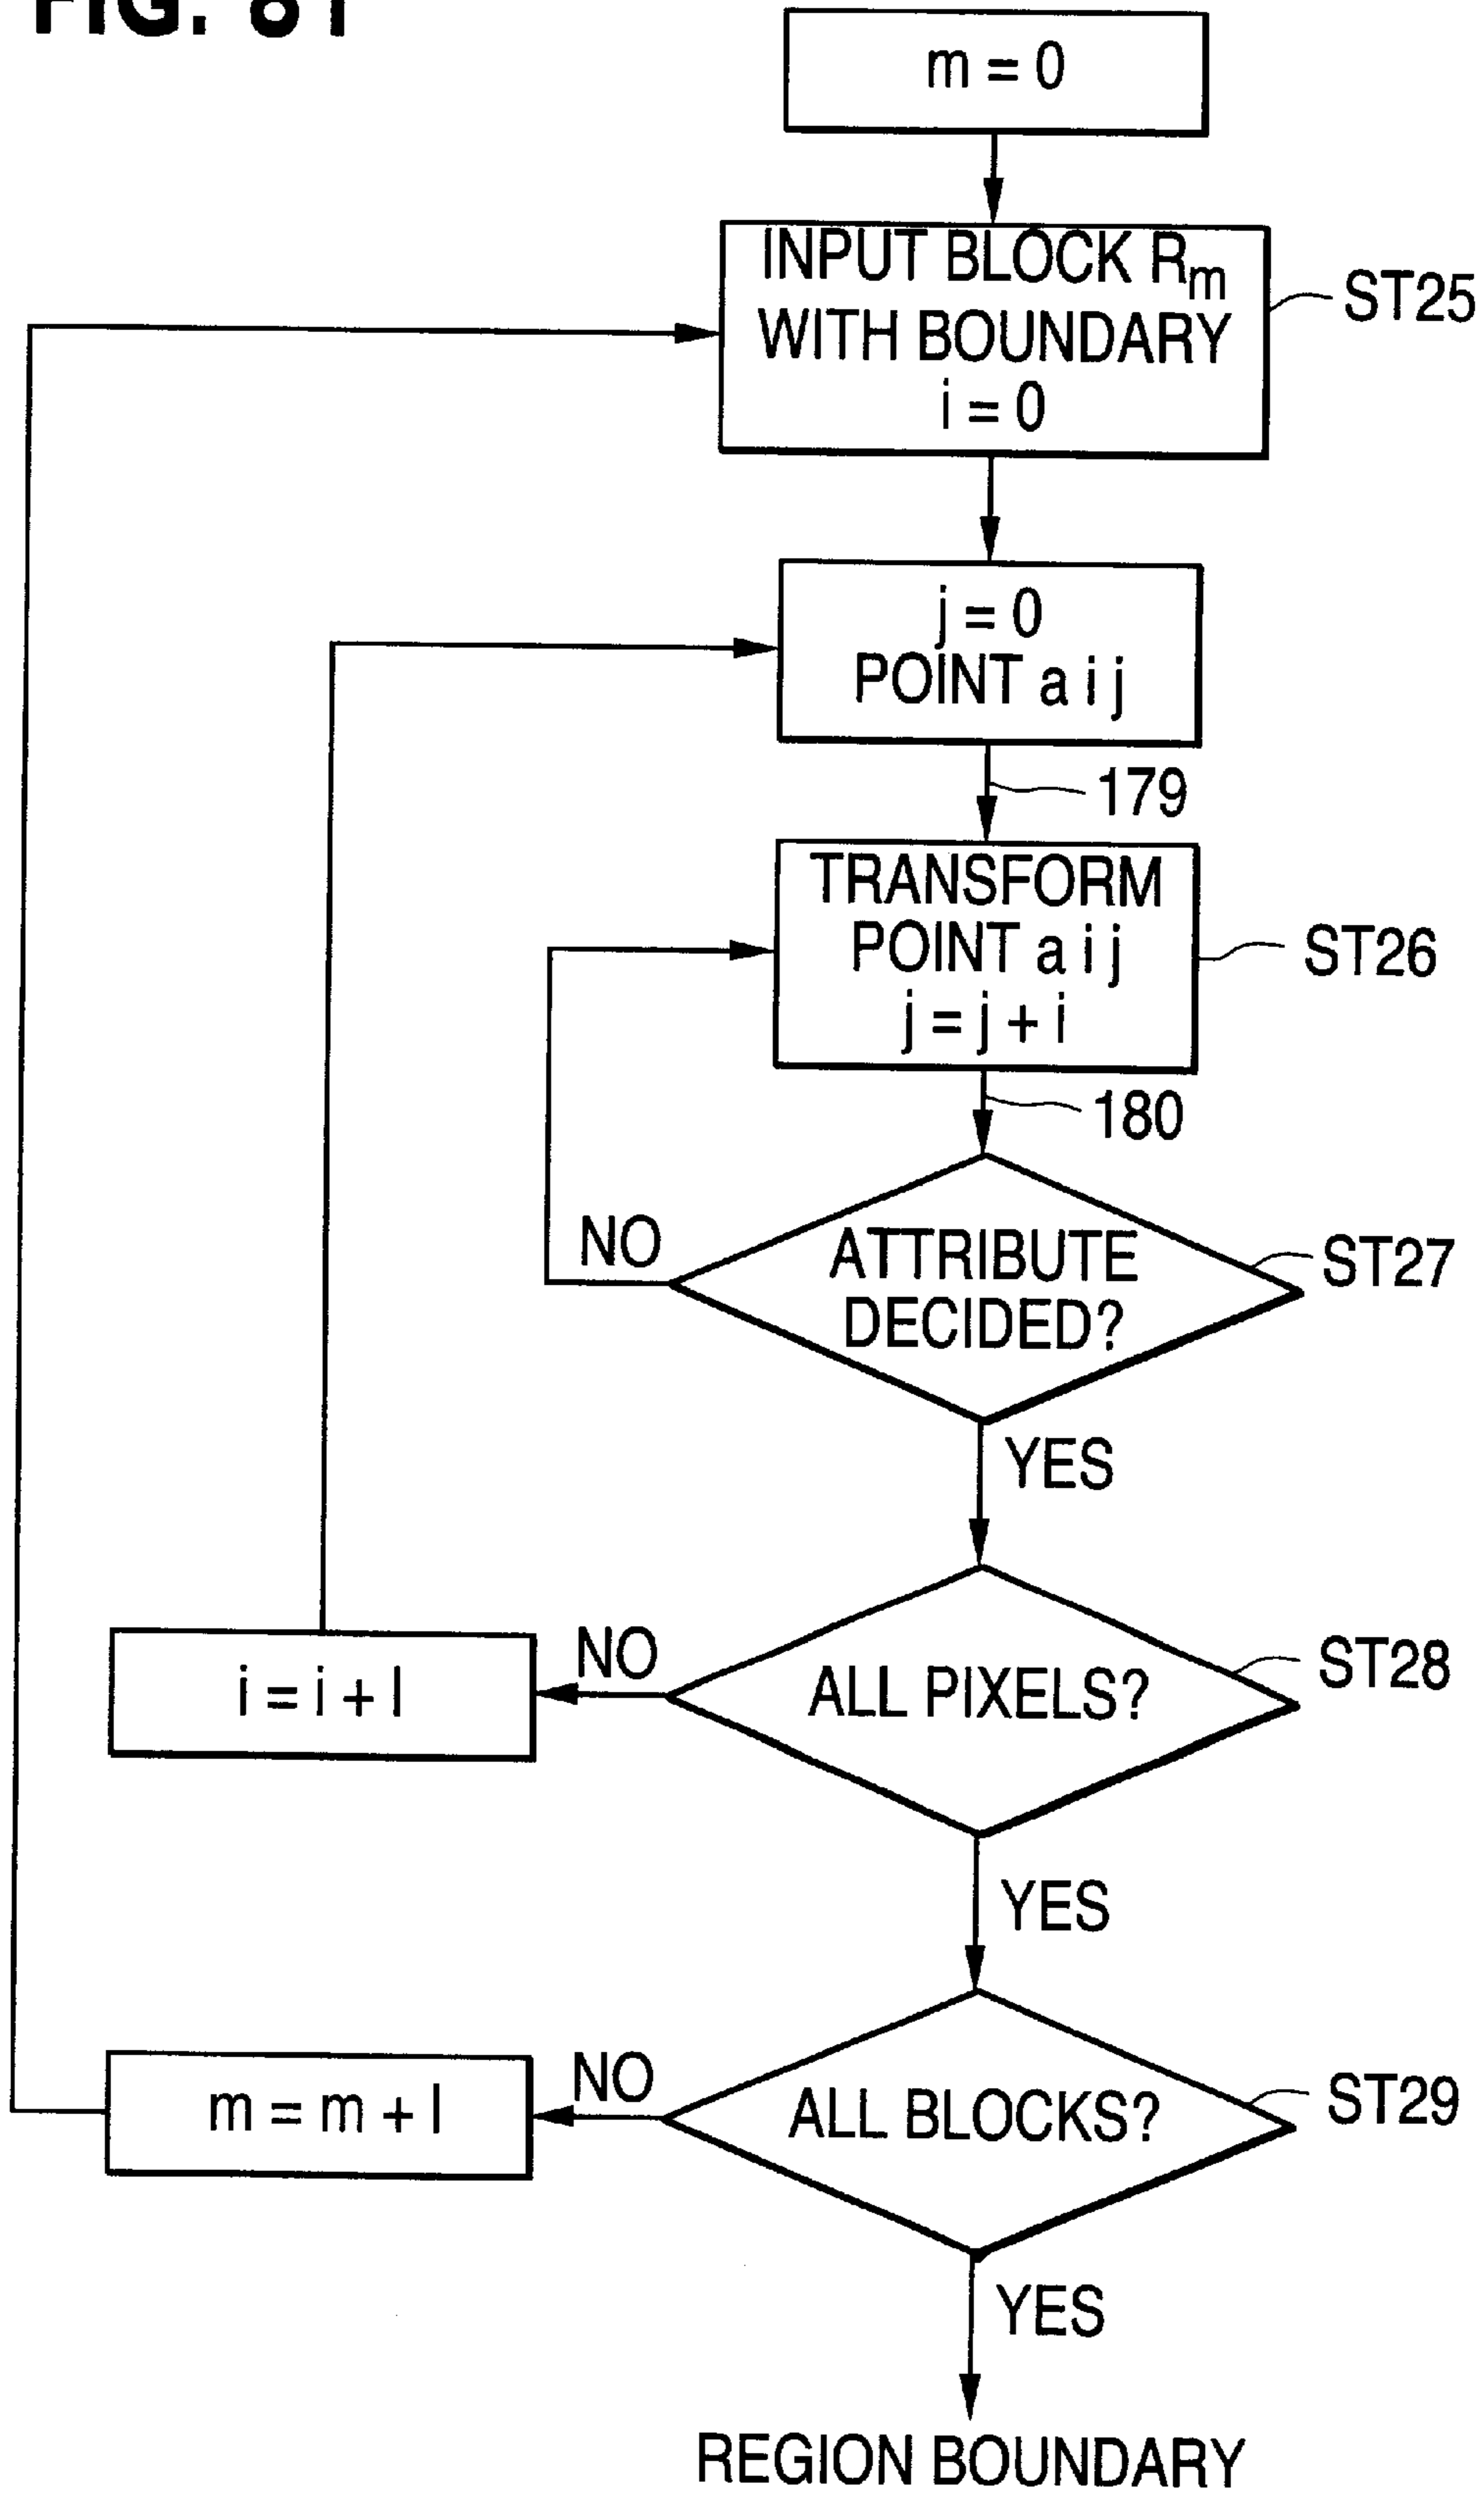 FIG. 81
m = 0
INPUT BLOCK Rm
WITH BOUNDARY
i = 0
ST25
j = 0
POINT a i j
179
TRANSFORM
POINT a i j
j = j + i
ST26
180
NO
ATTRIBUTE
DECIDED?
ST27
YES
i = i + l
NO
ALL PIXELS?
ST28
YES
m = m + l
NO
ALL BLOCKS?
ST29
YES
REGION BOUNDARY